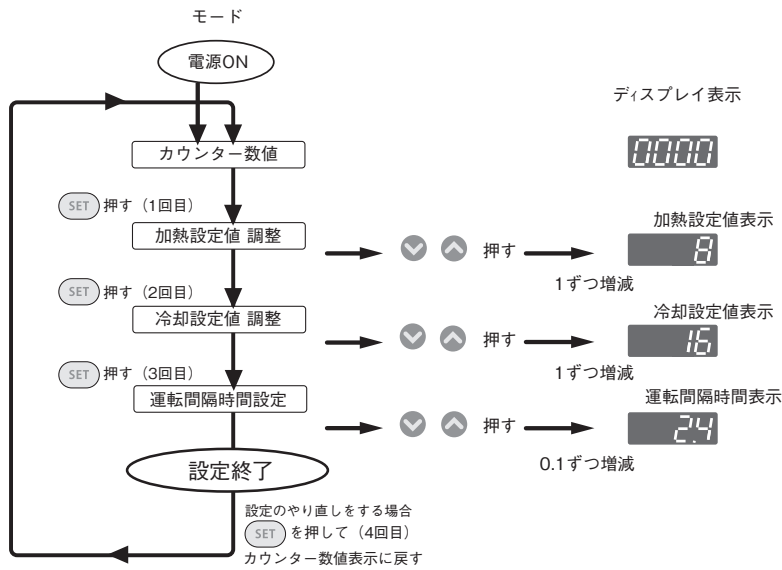 モード
電源ON
ディスプレイ表示
カウンター数値
0000
SET 押す（1回目）
加熱設定値 調整
押す
加熱設定値表示
8
1ずつ増減
SET 押す（2回目）
冷却設定値 調整
押す
冷却設定値表示
16
1ずつ増減
SET 押す（3回目）
運転間隔時間設定
押す
運転間隔時間表示
2.4
0.1ずつ増減
設定終了
設定のやり直しをする場合
SET を押して（4回目）
カウンター数値表示に戻す